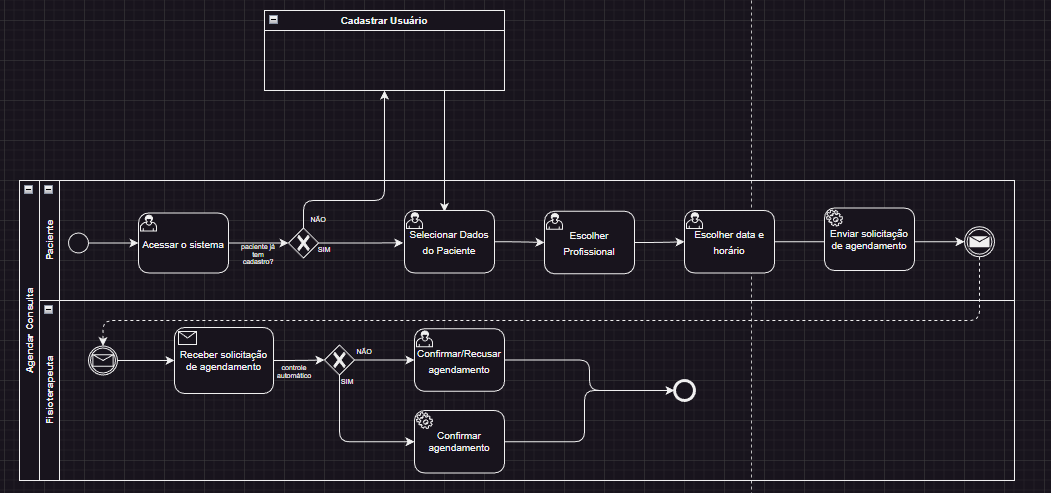 Cadastrar Usuário
Agendar Consulta
Paciente
Acessar o sistema
paciente já
tem
cadastro?
NÃO
SIM
Selecionar Dados
do Paciente
Escolher
Profissional
Escolher data e
horário
Enviar solicitação
de agendamento
Fisioterapeuta
Receber solicitação
de agendamento
controle
automático
NÃO
SIM
Confirmar/Recusar
agendamento
Confirmar
agendamento